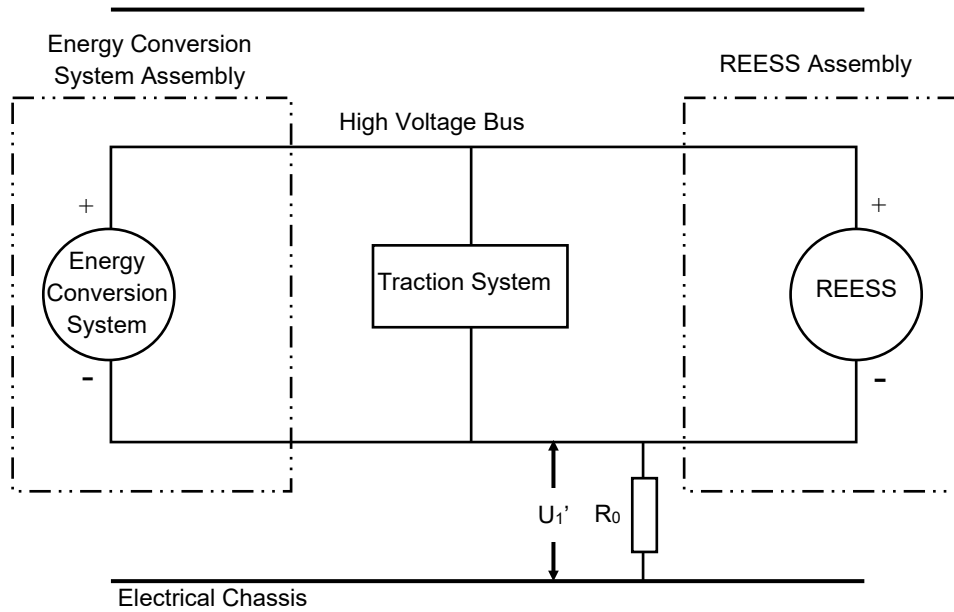 Energy Conversion
System Assembly
REESS Assembly
High Voltage Bus
+
+
Energy
Conversion
System
Traction System
REESS
-
-
U₁’
R₀
Electrical Chassis